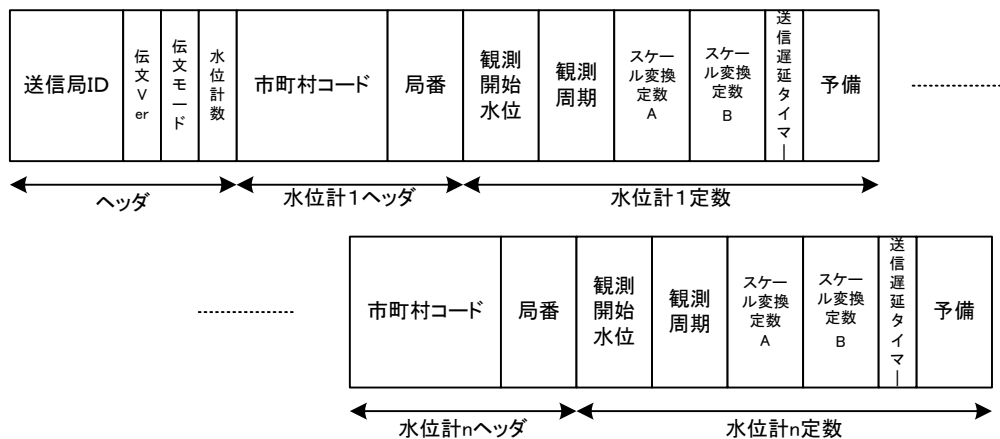 送信局ID
伝文Ver
伝文モード
水位計数
市町村コード
局番
観測
開始
水位
観測
周期
スケー
ル変換
定数
A
スケー
ル変換
定数
B
送信遅延タイマー
予備
ヘッダ
水位計1ヘッダ
水位計1定数
市町村コード
局番
観測
開始
水位
観測
周期
スケー
ル変換
定数
A
スケー
ル変換
定数
B
送信遅延タイマー
予備
水位計nヘッダ
水位計n定数